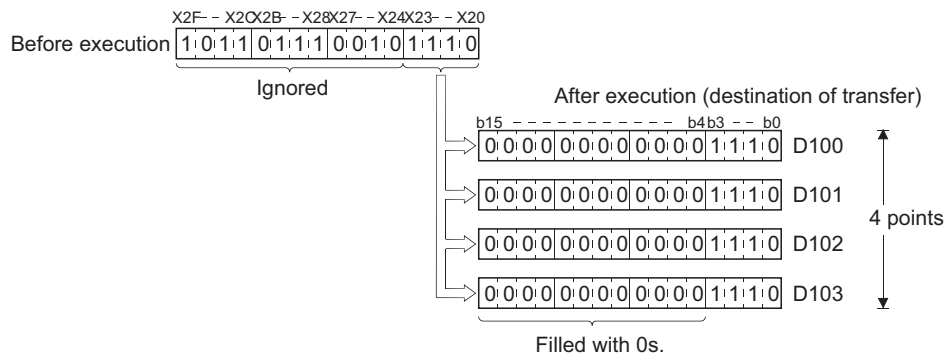 X2F -- X2C X2B -- X28 X27 -- X24 X23 -- X20
Before execution 1 0 1 1 0 1 1 1 0 0 1 0 1 1 1 0
Ignored
After execution (destination of transfer)
b15 -- b4 b3 -- b0
0 0 0 0 0 0 0 0 0 0 0 0 1 1 1 0 D100
0 0 0 0 0 0 0 0 0 0 0 0 1 1 1 0 D101
4 points
0 0 0 0 0 0 0 0 0 0 0 0 1 1 1 0 D102
0 0 0 0 0 0 0 0 0 0 0 0 1 1 1 0 D103
Filled with 0s.